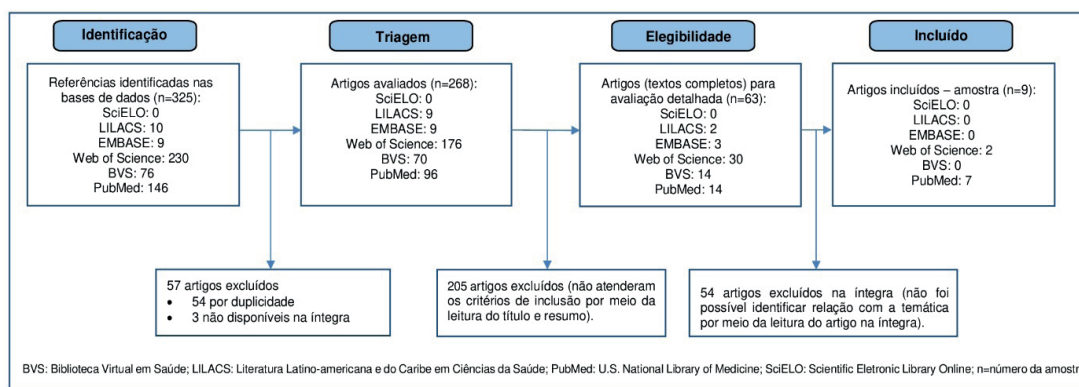 Identificação
Triagem
Elegibilidade
Incluído
Referências identificadas nas
bases de dados (n=325):
SciELO: 0
LILACS: 10
EMBASE: 9
Web of Science: 230
BVS: 76
PubMed: 146
Artigos avaliados (n=268):
SciELO: 0
LILACS: 9
EMBASE: 9
Web of Science: 176
BVS: 70
PubMed: 96
Artigos (textos completos) para
avaliação detalhada (n=63):
SciELO: 0
LILACS: 2
EMBASE: 3
Web of Science: 30
BVS: 14
PubMed: 14
Artigos incluídos – amostra (n=9):
SciELO: 0
LILACS: 0
EMBASE: 0
Web of Science: 2
BVS: 0
PubMed: 7
57 artigos excluídos
• 54 por duplicidade
• 3 não disponíveis na íntegra
205 artigos excluídos (não atenderam
os critérios de inclusão por meio da
leitura do título e resumo).
54 artigos excluídos na íntegra (não foi
possível identificar relação com a temática
por meio da leitura do artigo na íntegra).
BVS: Biblioteca Virtual em Saúde; LILACS: Literatura Latino-americana e do Caribe em Ciências da Saúde; PubMed: U.S. National Library of Medicine; SciELO: Scientific Eletronic Library Online; n=número da amostr